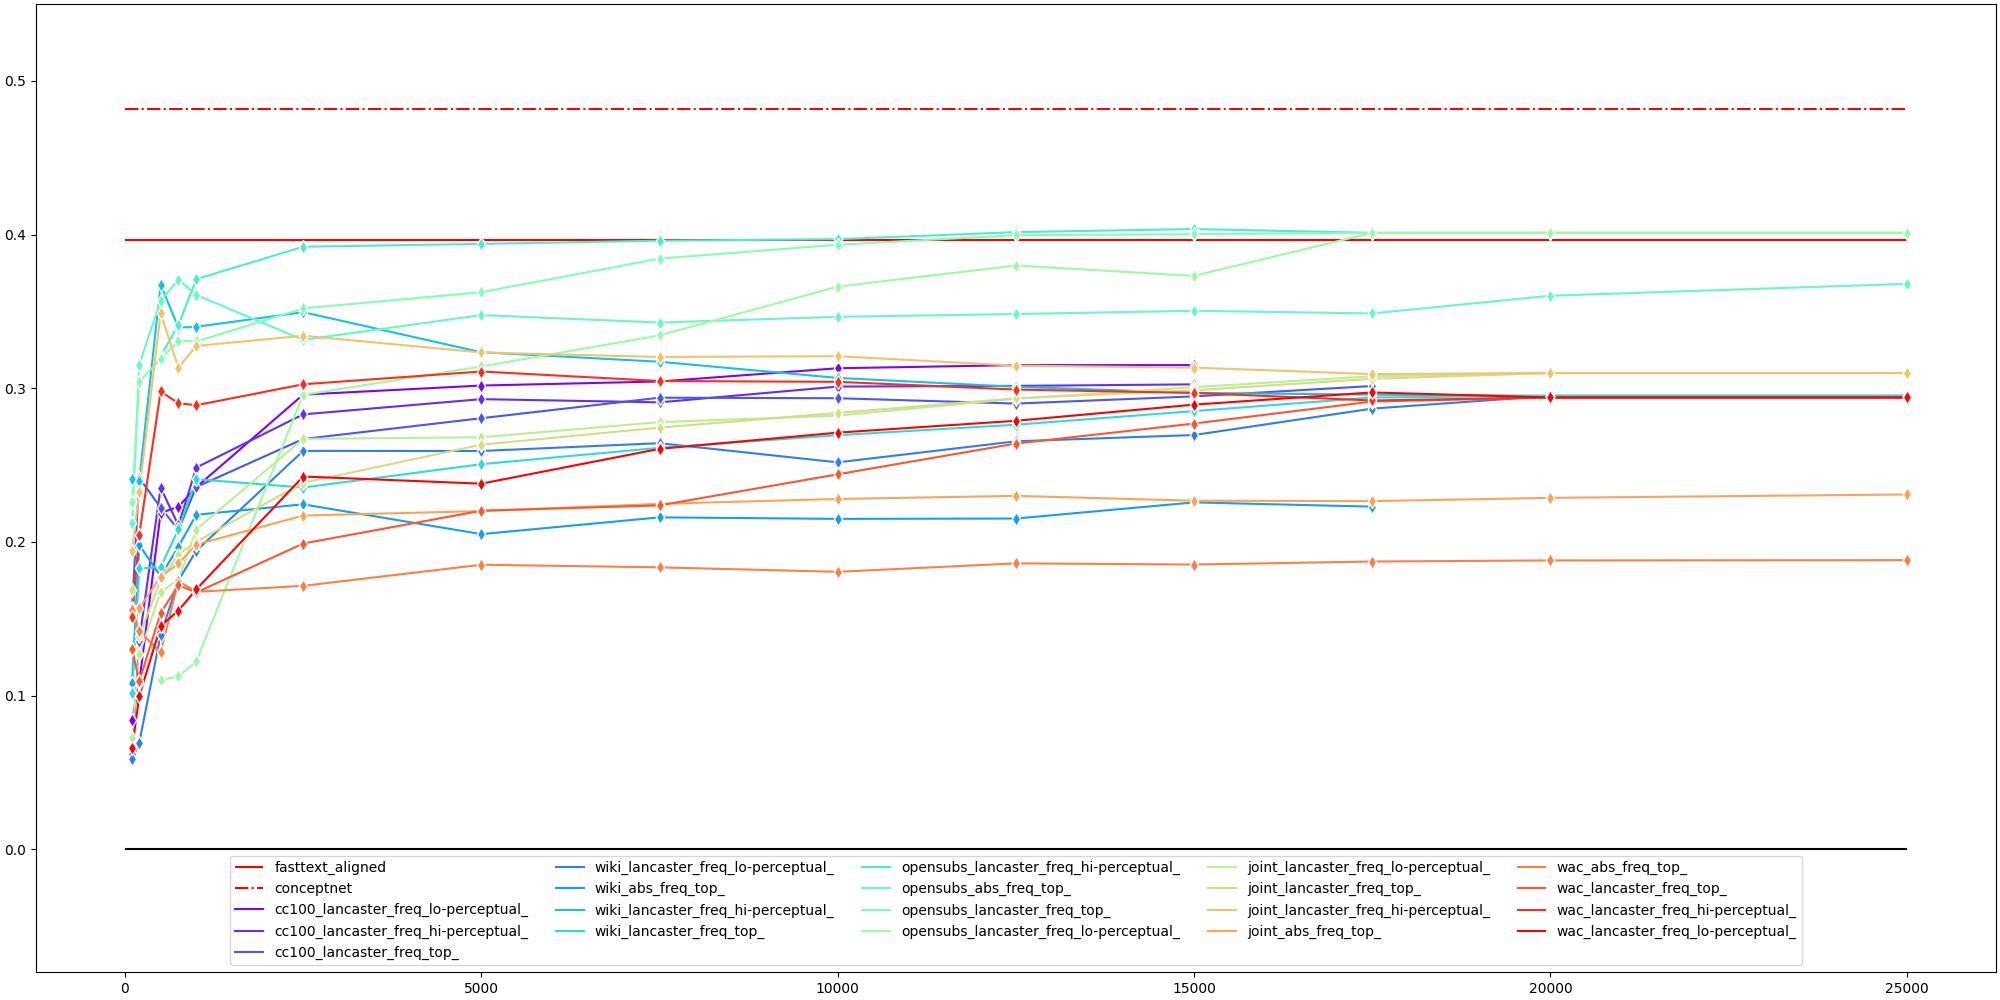 0.5
0.4
0.3
0.2
0.1
0.0
fasttext_aligned
conceptnet
cc100_lancaster_freq_lo-perceptual_
cc100_lancaster_freq_hi-perceptual_
cc100_lancaster_freq_top_
wiki_lancaster_freq_lo-perceptual_
wiki_abs_freq_top_
wiki_lancaster_freq_hi-perceptual_
wiki_lancaster_freq_top_
opensubs_lancaster_freq_hi-perceptual_
opensubs_abs_freq_top_
opensubs_lancaster_freq_top_
opensubs_lancaster_freq_lo-perceptual_
joint_lancaster_freq_lo-perceptual_
joint_lancaster_freq_top_
joint_lancaster_freq_hi-perceptual_
joint_abs_freq_top_
wac_abs_freq_top_
wac_lancaster_freq_top_
wac_lancaster_freq_hi-perceptual_
wac_lancaster_freq_lo-perceptual_
0 5000 10000 15000 20000 25000